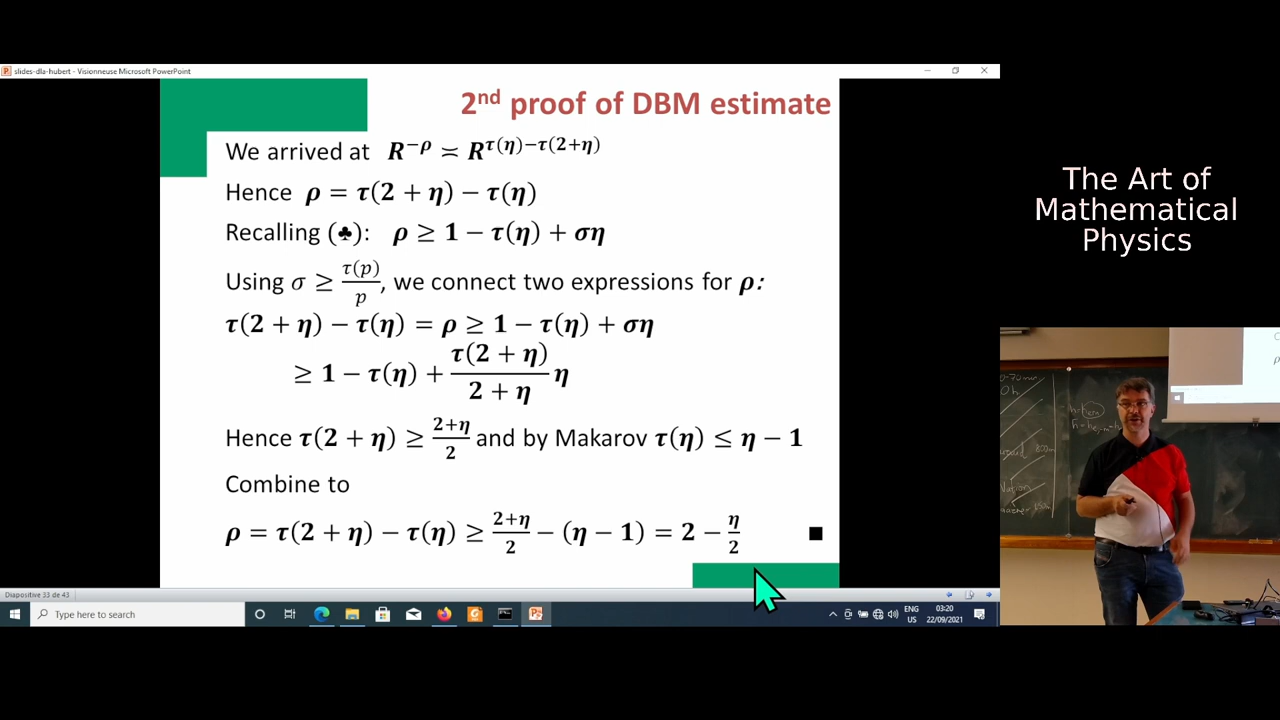 slides-dla-hubert - Visionneuse Microsoft PowerPoint
2nd proof of DBM estimate
We arrived at R^{−ρ} ≍ R^{τ(η)−τ(2+η)}
Hence ρ = τ(2 + η) − τ(η)
Recalling (♣): ρ ≥ 1 − τ(η) + ση
Using σ ≥ τ(p)/p, we connect two expressions for ρ:
τ(2 + η) − τ(η) = ρ ≥ 1 − τ(η) + ση
≥ 1 − τ(η) + τ(2 + η)/(2 + η) η
Hence τ(2 + η) ≥ (2+η)/2 and by Makarov τ(η) ≤ η − 1
Combine to
ρ = τ(2 + η) − τ(η) ≥ (2+η)/2 − (η − 1) = 2 − η/2 ■
The Art of
Mathematical
Physics
Diapositive 33 de 43
Type here to search
ENG
US
03:20
22/09/2021